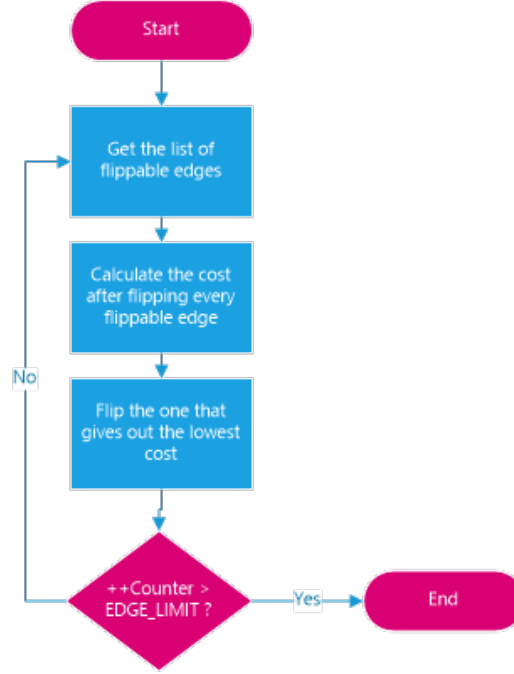 Start
Get the list of
flippable edges
Calculate the cost
after flipping every
flippable edge
No
Flip the one that
gives out the lowest
cost
++Counter >
EDGE_LIMIT ?
Yes
End